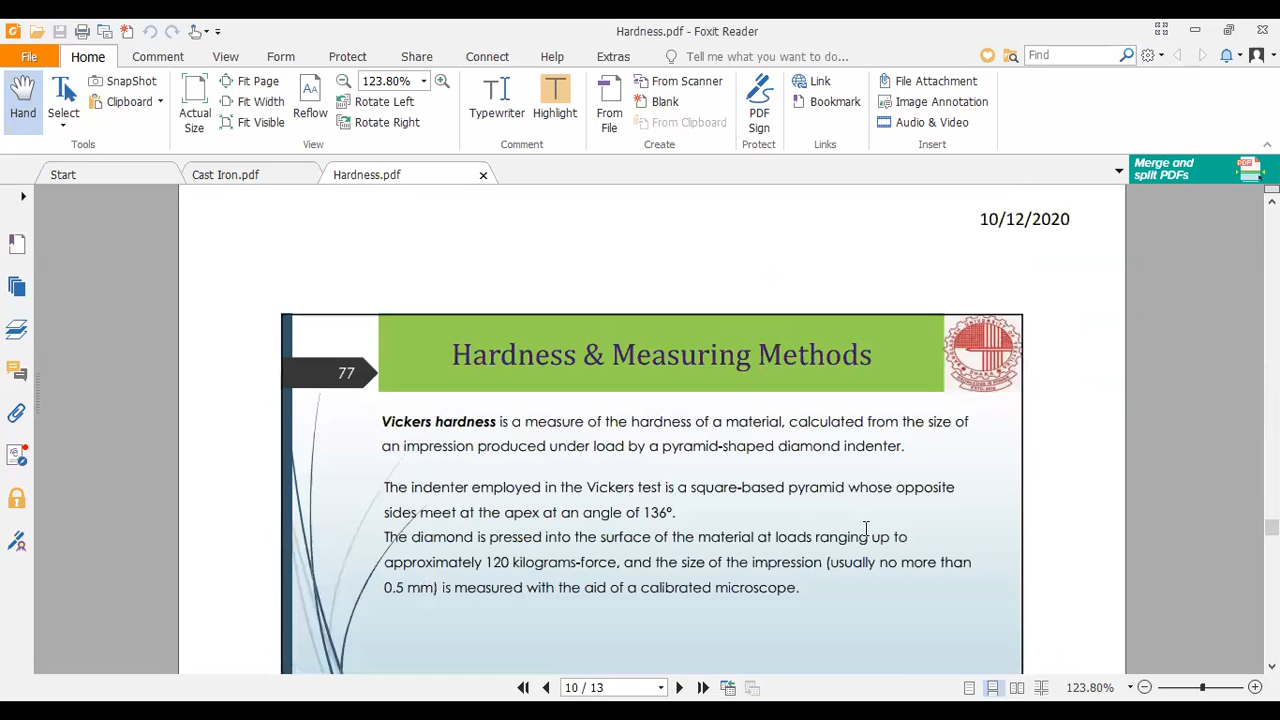 Hardness.pdf - Foxit Reader
File Home Comment View Form Protect Share Connect Extras Tell me what you want to do... Find
Hand
Select
SnapShot
Clipboard
Tools
Actual
Size
Fit Page
Fit Width
Fit Visible
Reflow
123.80%
Rotate Left
Rotate Right
View
Typewriter
Highlight
Comment
From
File
From Scanner
Blank
From Clipboard
Create
PDF
Sign
Protect
Link
Bookmark
Links
File Attachment
Image Annotation
Audio & Video
Insert
Start Cast Iron.pdf Hardness.pdf
Merge and
split PDFs
10/12/2020
Hardness & Measuring Methods
77
Vickers hardness is a measure of the hardness of a material, calculated from the size of
an impression produced under load by a pyramid-shaped diamond indenter.
The indenter employed in the Vickers test is a square-based pyramid whose opposite
sides meet at the apex at an angle of 136º.
The diamond is pressed into the surface of the material at loads ranging up to
approximately 120 kilograms-force, and the size of the impression (usually no more than
0.5 mm) is measured with the aid of a calibrated microscope.
10 / 13
123.80%